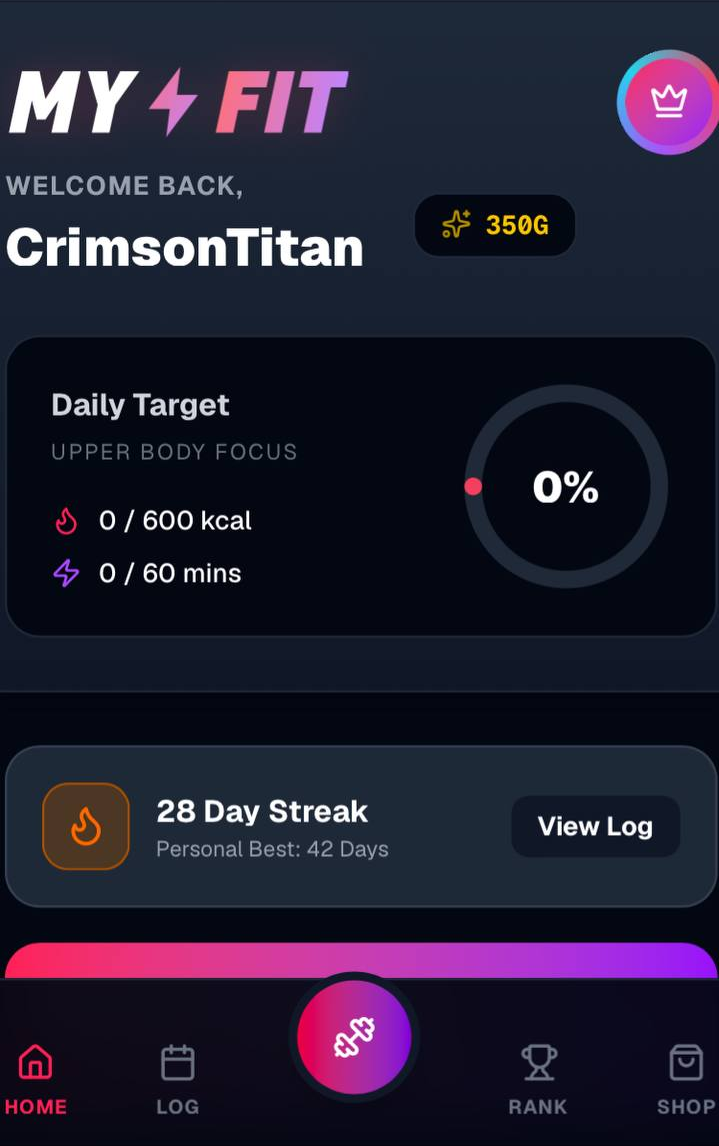 MY FIT
WELCOME BACK,
CrimsonTitan
350G
Daily Target
UPPER BODY FOCUS
0 / 600 kcal
0 / 60 mins
0%
28 Day Streak
Personal Best: 42 Days
View Log
HOME
LOG
RANK
SHOP